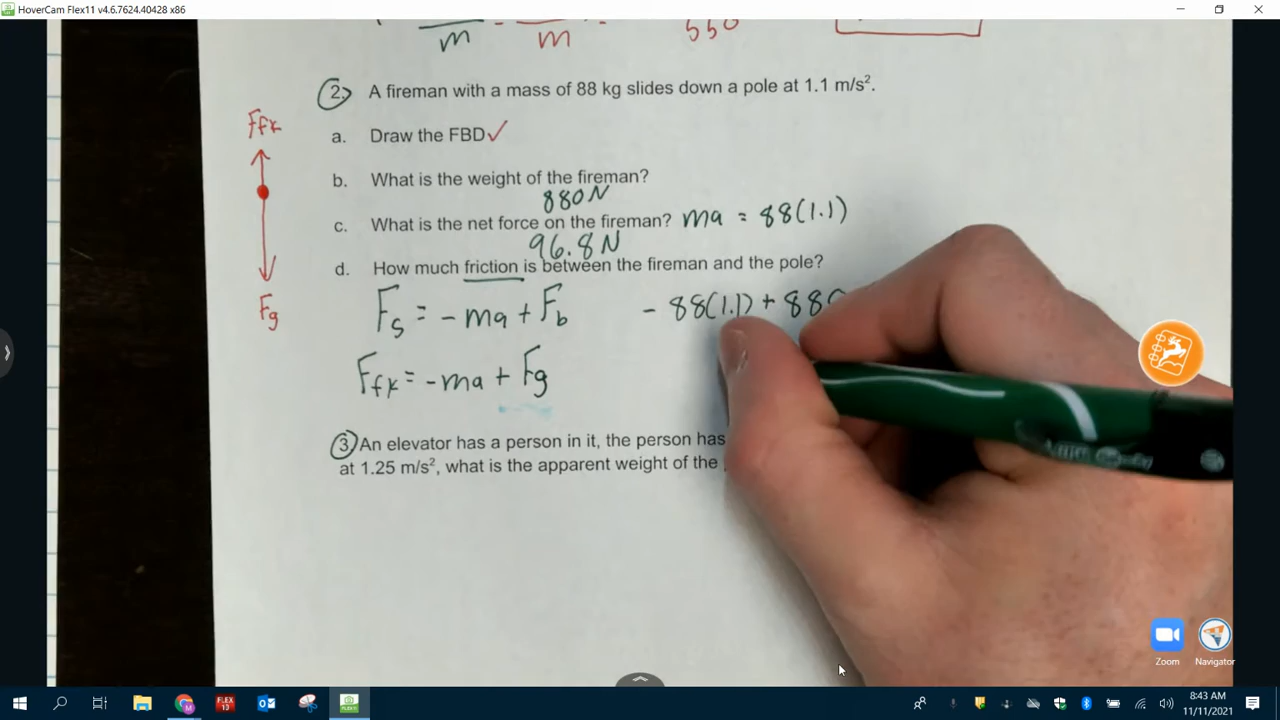 HoverCam Flex11 v4.6.7624.40428 x86
m = m = 550
2. A fireman with a mass of 88 kg slides down a pole at 1.1 m/s².
Ffk
a. Draw the FBD ✓
b. What is the weight of the fireman?
880N
c. What is the net force on the fireman? ma = 88(1.1)
96.8N
d. How much friction is between the fireman and the pole?
Fg
Fs = -ma + Fb - 88(1.1) + 880
Ffk = -ma + Fg
3 An elevator has a person in it, the person has
at 1.25 m/s², what is the apparent weight of the
Zoom
Navigator
FLEX
13
8:43 AM
11/11/2021